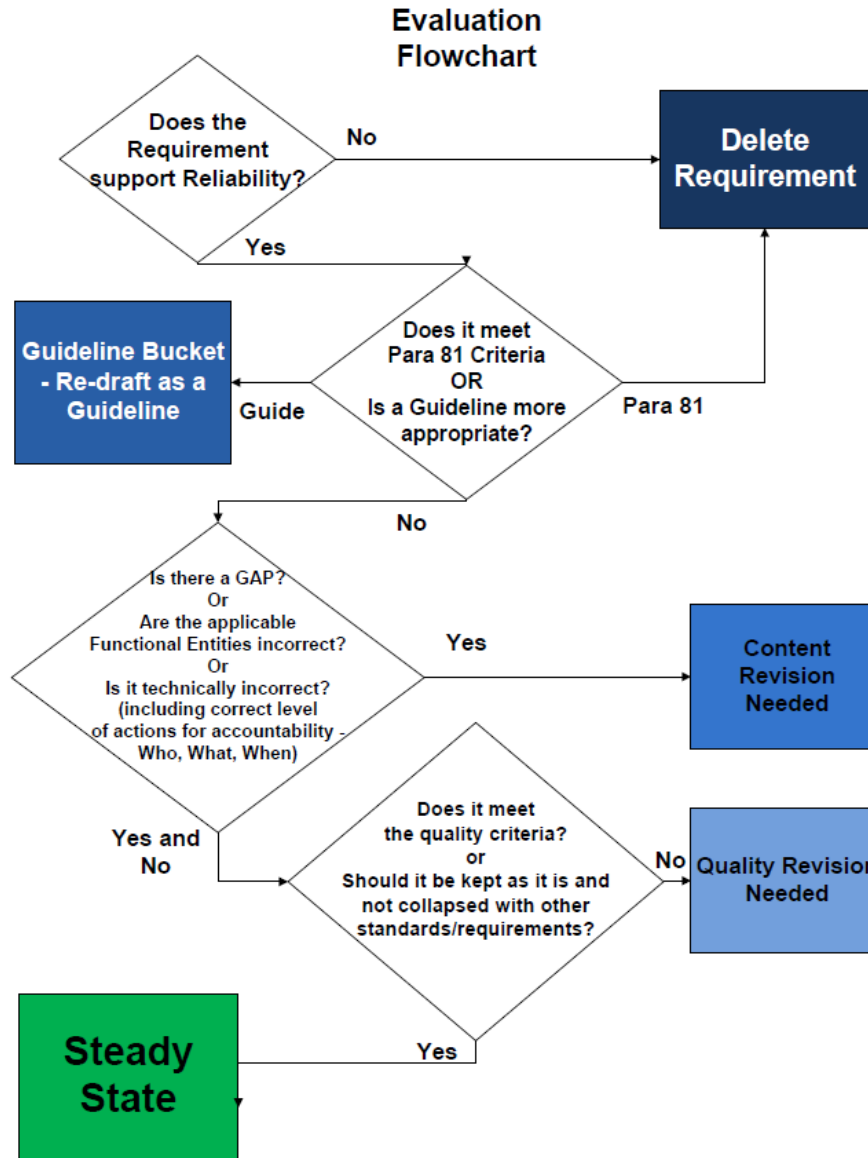 Evaluation
Flowchart
Does the
Requirement
support Reliability?
No
Delete
Requirement
Yes
Does it meet
Para 81 Criteria
OR
Is a Guideline more
appropriate?
Guideline Bucket
- Re-draft as a
Guideline
Guide
Para 81
No
Is there a GAP?
Or
Are the applicable
Functional Entities incorrect?
Or
Is it technically incorrect?
(including correct level
of actions for accountability -
Who, What, When)
Yes
Content
Revision
Needed
Yes and
No
Does it meet
the quality criteria?
or
Should it be kept as it is and
not collapsed with other
standards/requirements?
No
Quality Revision
Needed
Yes
Steady
State